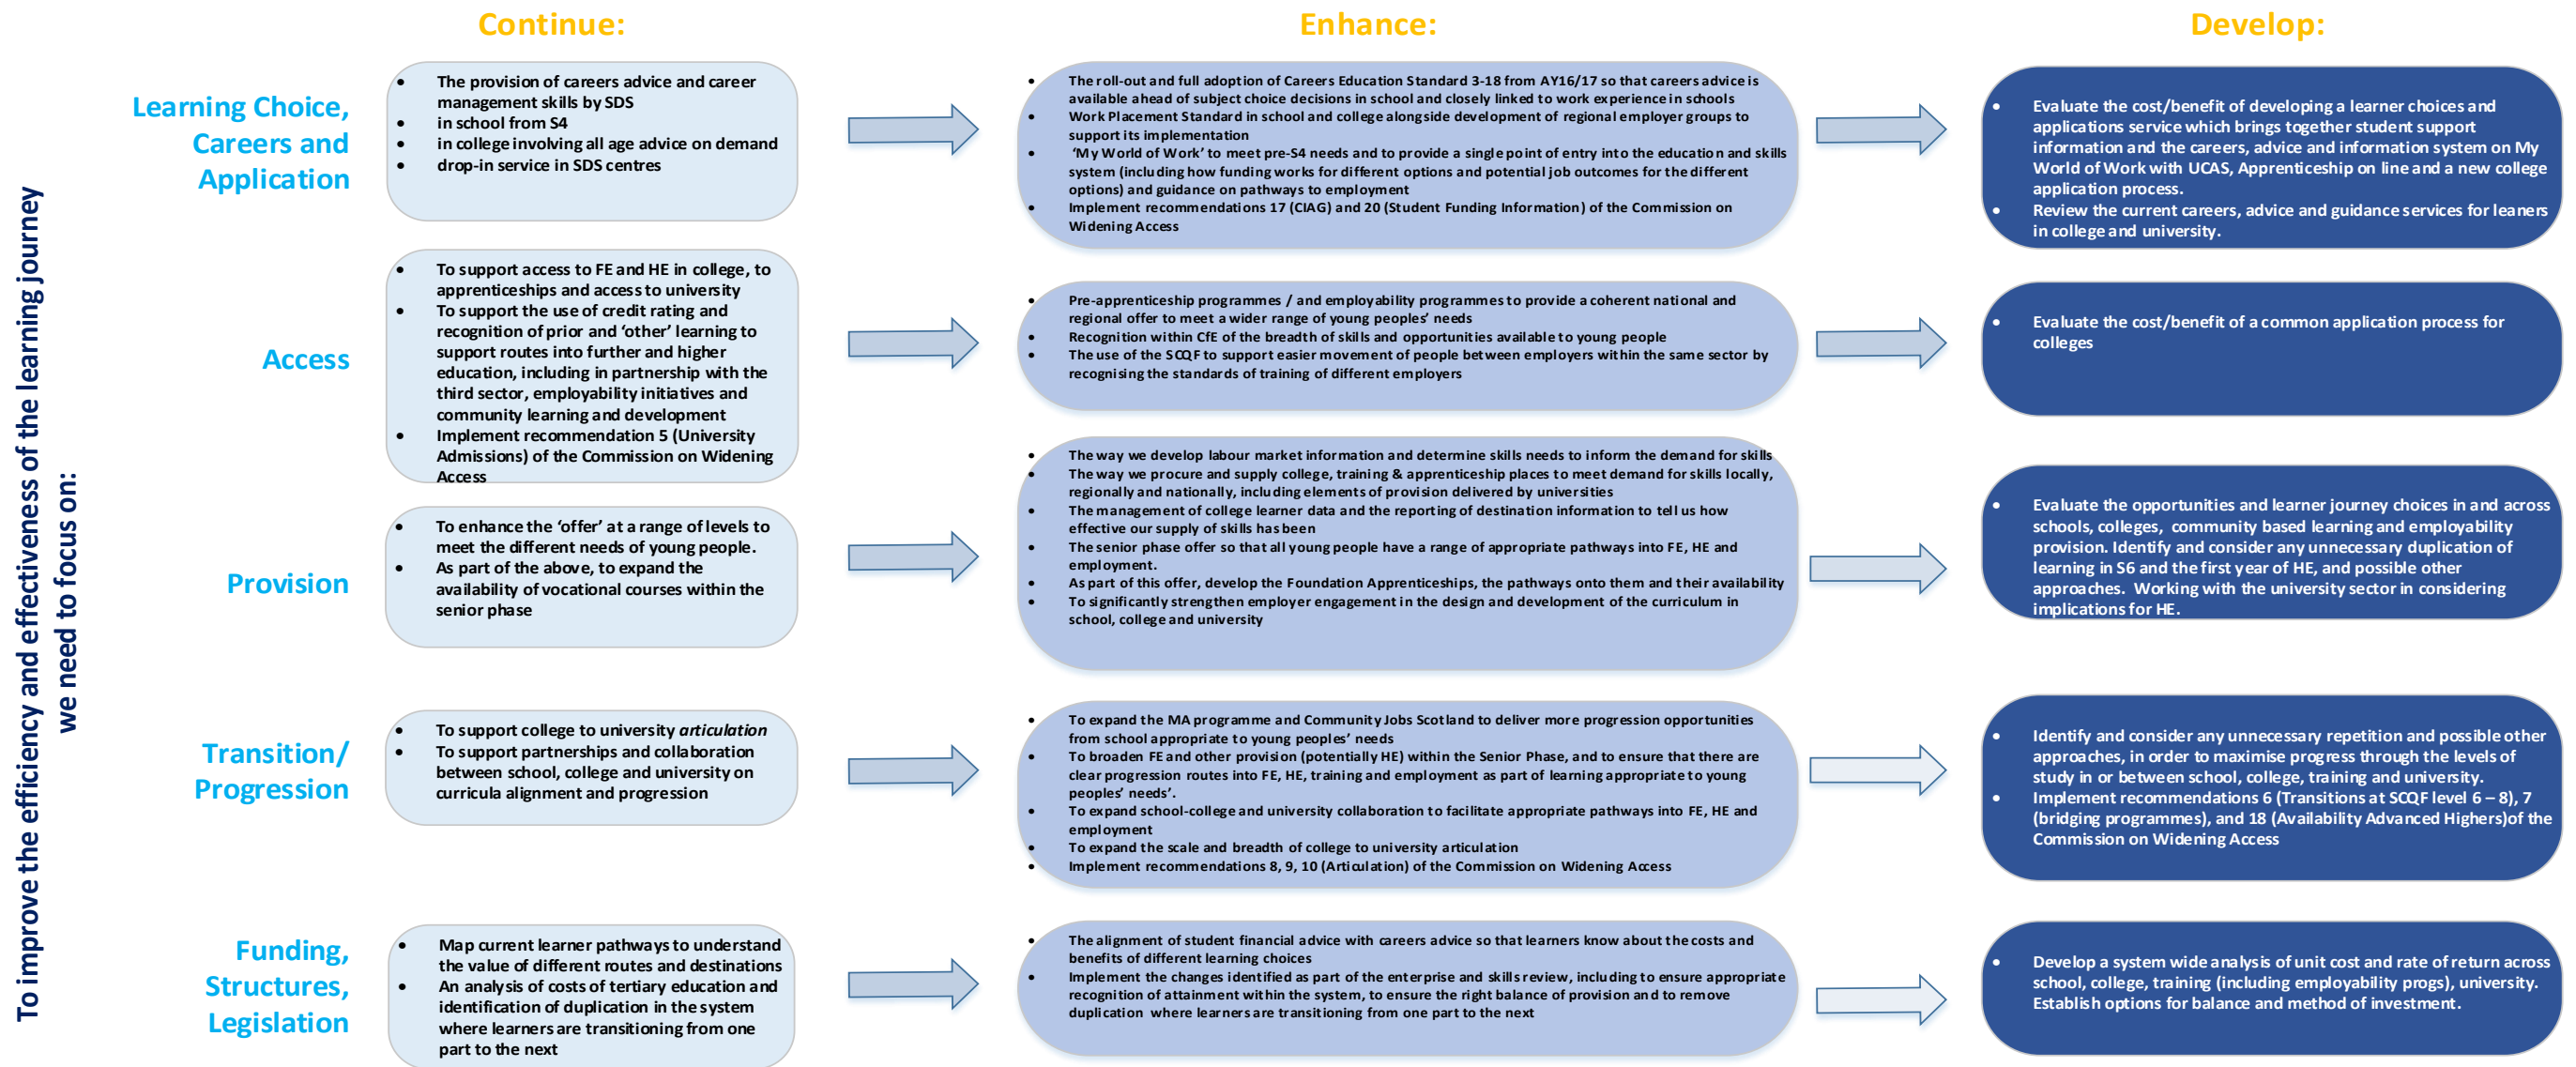 To improve the efficiency and effectiveness of the learning journey
we need to focus on:
Continue:
Enhance:
Develop:
Learning Choice,
Careers and
Application
• The provision of careers advice and career
management skills by SDS
• in school from S4
• in college involving all age advice on demand
• drop-in service in SDS centres
• The roll-out and full adoption of Careers Education Standard 3-18 from AY16/17 so that careers advice is
available ahead of subject choice decisions in school and closely linked to work experience in schools
• Work Placement Standard in school and college alongside development of regional employer groups to
support its implementation
• ‘My World of Work’ to meet pre-S4 needs and to provide a single point of entry into the education and skills
system (including how funding works for different options and potential job outcomes for the different
options) and guidance on pathways to employment
• Implement recommendations 17 (CIAG) and 20 (Student Funding Information) of the Commission on
Widening Access
• Evaluate the cost/benefit of developing a learner choices and
applications service which brings together student support
information and the careers, advice and information system on My
World of Work with UCAS, Apprenticeship on line and a new college
application process.
• Review the current careers, advice and guidance services for leaners
in college and university.
Access
• To support access to FE and HE in college, to
apprenticeships and access to university
• To support the use of credit rating and
recognition of prior and ‘other’ learning to
support routes into further and higher
education, including in partnership with the
third sector, employability initiatives and
community learning and development
• Implement recommendation 5 (University
Admissions) of the Commission on Widening
Access
• Pre-apprenticeship programmes / and employability programmes to provide a coherent national and
regional offer to meet a wider range of young peoples’ needs
• Recognition within CfE of the breadth of skills and opportunities available to young people
• The use of the SCQF to support easier movement of people between employers within the same sector by
recognising the standards of training of different employers
• Evaluate the cost/benefit of a common application process for
colleges
Provision
• To enhance the ‘offer’ at a range of levels to
meet the different needs of young people.
• As part of the above, to expand the
availability of vocational courses within the
senior phase
• The way we develop labour market information and determine skills needs to inform the demand for skills
• The way we procure and supply college, training & apprenticeship places to meet demand for skills locally,
regionally and nationally, including elements of provision delivered by universities
• The management of college learner data and the reporting of destination information to tell us how
effective our supply of skills has been
• The senior phase offer so that all young people have a range of appropriate pathways into FE, HE and
employment.
• As part of this offer, develop the Foundation Apprenticeships, the pathways onto them and their availability
• To significantly strengthen employer engagement in the design and development of the curriculum in
school, college and university
• Evaluate the opportunities and learner journey choices in and across
schools, colleges, community based learning and employability
provision. Identify and consider any unnecessary duplication of
learning in S6 and the first year of HE, and possible other
approaches. Working with the university sector in considering
implications for HE.
Transition/
Progression
• To support college to university articulation
• To support partnerships and collaboration
between school, college and university on
curricula alignment and progression
• To expand the MA programme and Community Jobs Scotland to deliver more progression opportunities
from school appropriate to young peoples’ needs
• To broaden FE and other provision (potentially HE) within the Senior Phase, and to ensure that there are
clear progression routes into FE, HE, training and employment as part of learning appropriate to young
peoples’ needs’.
• To expand school-college and university collaboration to facilitate appropriate pathways into FE, HE and
employment
• To expand the scale and breadth of college to university articulation
• Implement recommendations 8, 9, 10 (Articulation) of the Commission on Widening Access
• Identify and consider any unnecessary repetition and possible other
approaches, in order to maximise progress through the levels of
study in or between school, college, training and university.
• Implement recommendations 6 (Transitions at SCQF level 6 – 8), 7
(bridging programmes), and 18 (Availability Advanced Highers)of the
Commission on Widening Access
Funding,
Structures,
Legislation
• Map current learner pathways to understand
the value of different routes and destinations
• An analysis of costs of tertiary education and
identification of duplication in the system
where learners are transitioning from one
part to the next
• The alignment of student financial advice with careers advice so that learners know about the costs and
benefits of different learning choices
• Implement the changes identified as part of the enterprise and skills review, including to ensure appropriate
recognition of attainment within the system, to ensure the right balance of provision and to remove
duplication where learners are transitioning from one part to the next
• Develop a system wide analysis of unit cost and rate of return across
school, college, training (including employability progs), university.
Establish options for balance and method of investment.